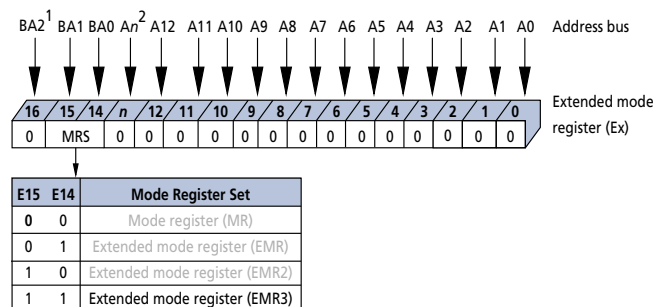 BA2¹ BA1 BA0 An² A12 A11 A10 A9 A8 A7 A6 A5 A4 A3 A2 A1 A0 Address bus
16 15 14 n 12 11 10 9 8 7 6 5 4 3 2 1 0 Extended mode
register (Ex)
0 MRS 0 0 0 0 0 0 0 0 0 0 0 0 0 0
E15 E14 Mode Register Set
0 0 Mode register (MR)
0 1 Extended mode register (EMR)
1 0 Extended mode register (EMR2)
1 1 Extended mode register (EMR3)